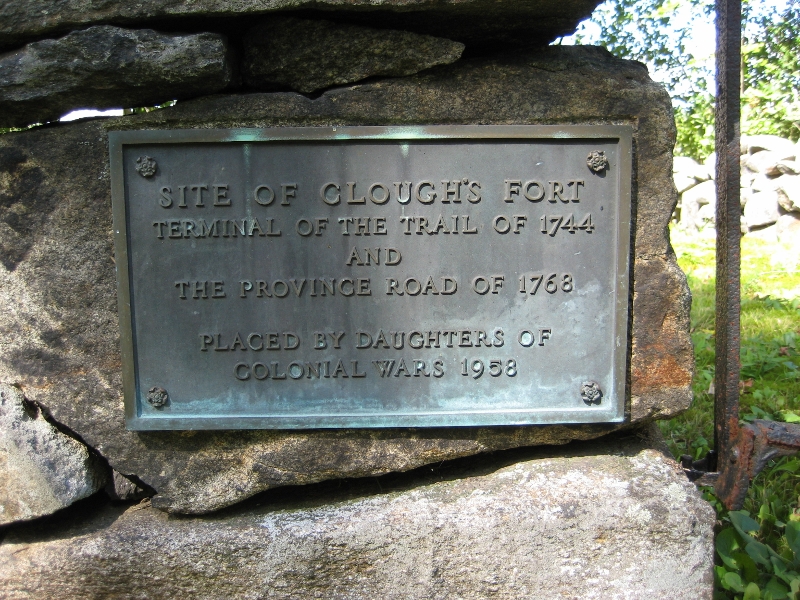 SITE OF CLOUGH'S FORT
TERMINAL OF THE TRAIL OF 1744
AND
THE PROVINCE ROAD OF 1768
PLACED BY DAUGHTERS OF
COLONIAL WARS 1958